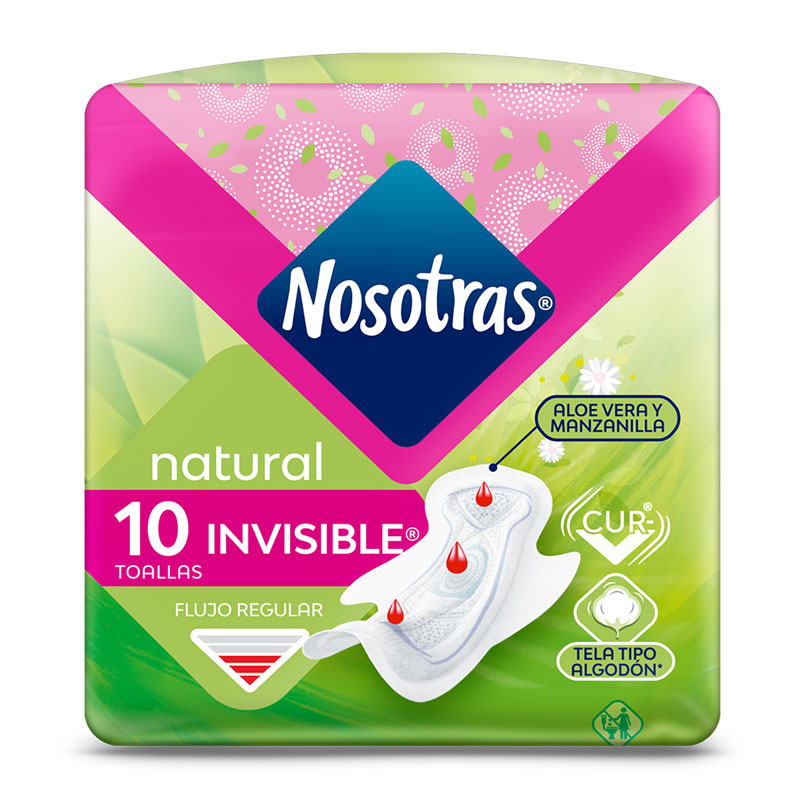 Nosotras®
ALOE VERA Y
MANZANILLA
natural
10 INVISIBLE®
TOALLAS
FLUJO REGULAR
CUR-®
TELA TIPO
ALGODÓN*